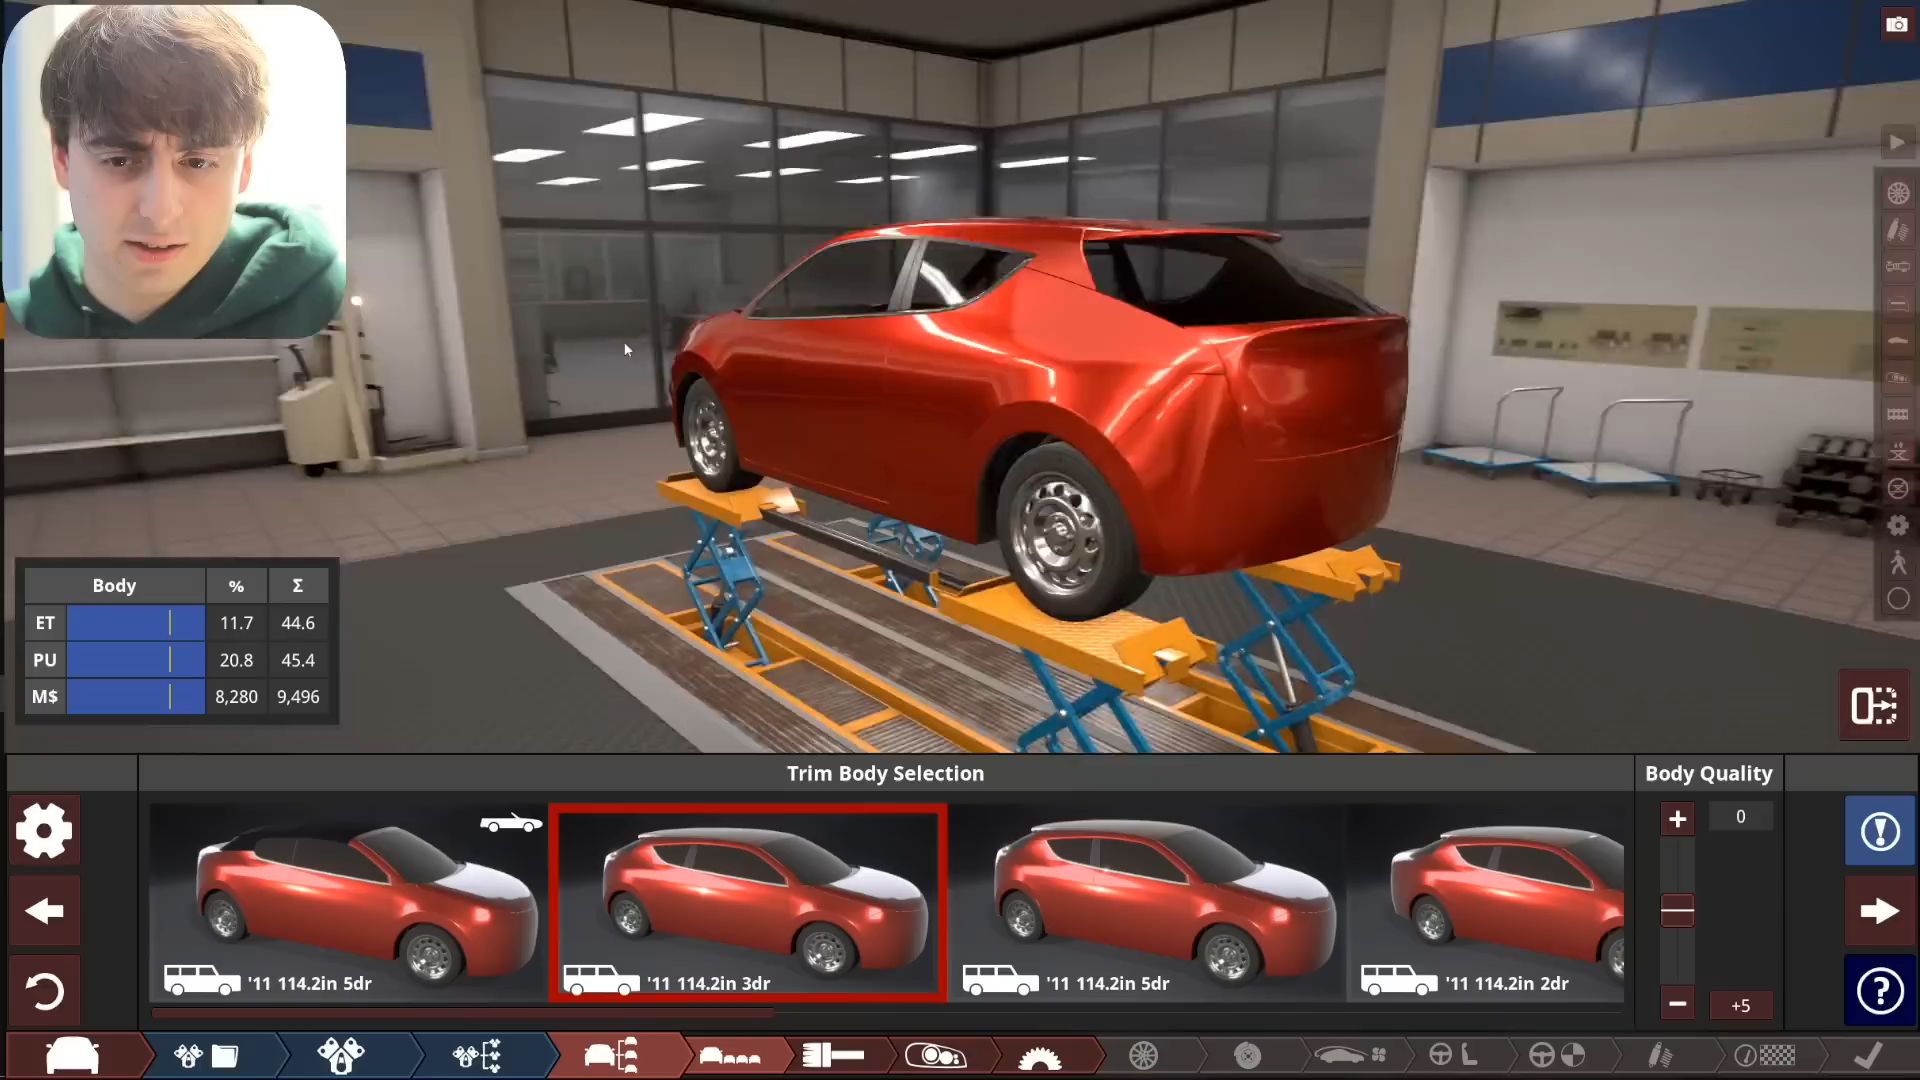 Body % Σ
ET 11.7 44.6
PU 20.8 45.4
M$ 8,280 9,496
Trim Body Selection
Body Quality
'11 114.2in 5dr
'11 114.2in 3dr
'11 114.2in 5dr
'11 114.2in 2dr
+ 0
− +5
?